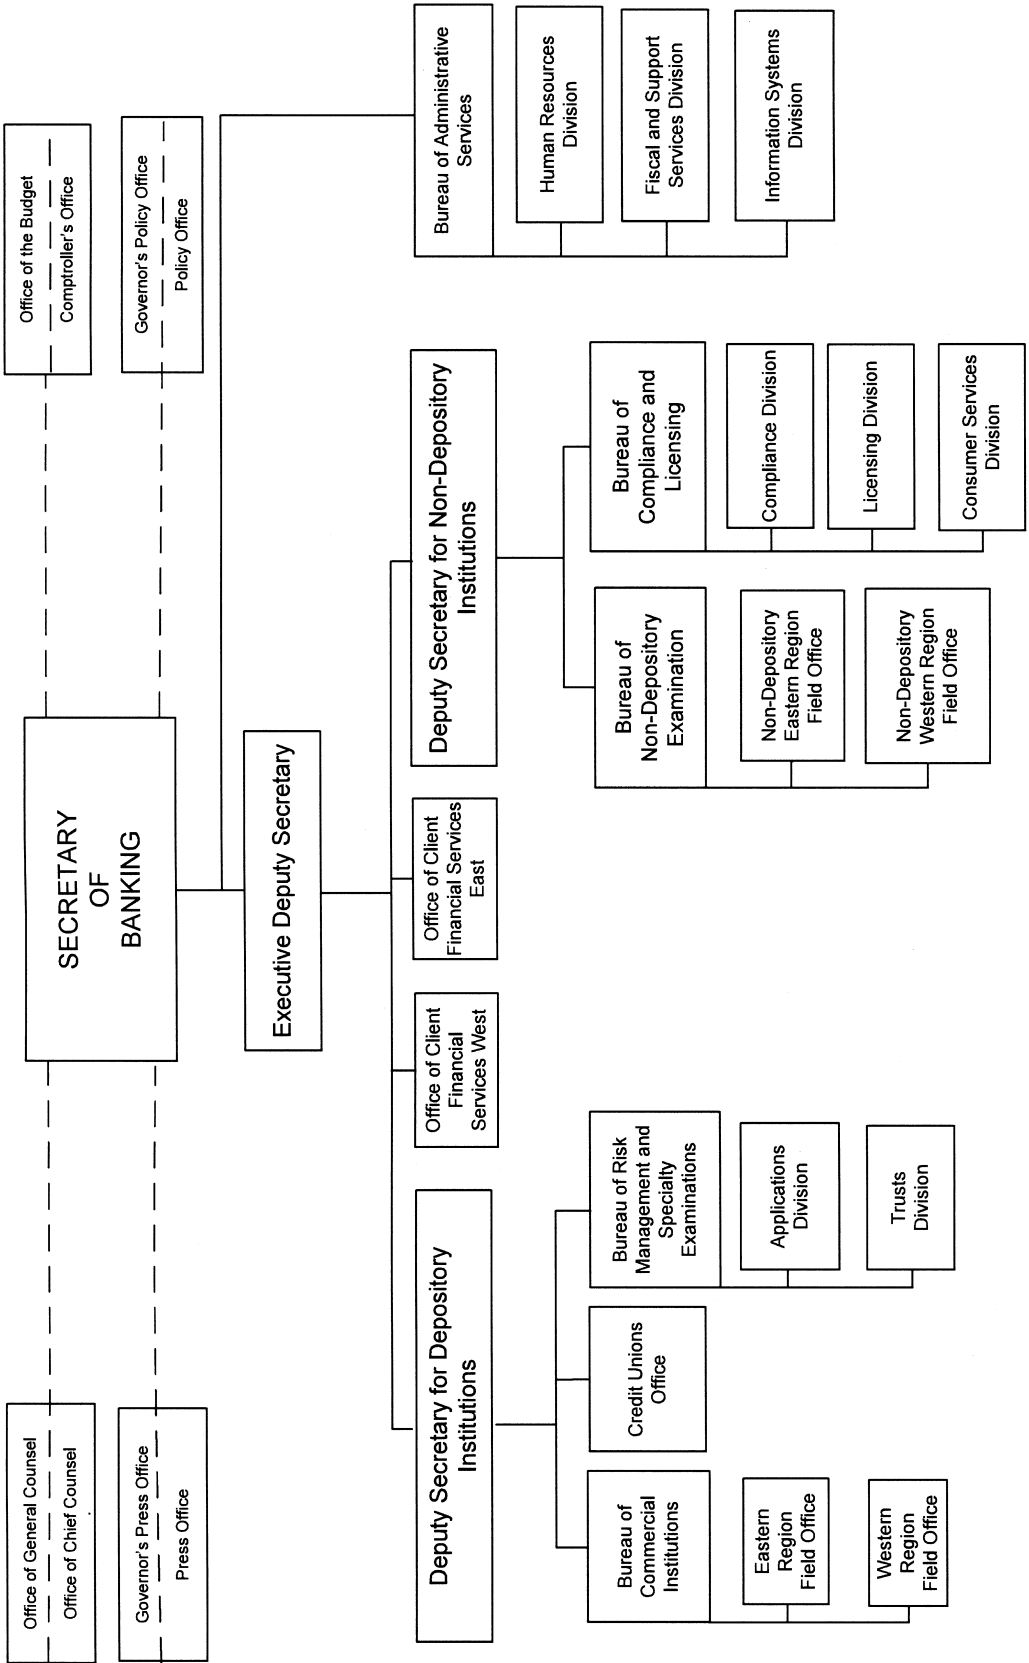 Office of General Counsel
Office of Chief Counsel
Governor's Press Office
Press Office
SECRETARY
OF
BANKING
Office of the Budget
Comptroller's Office
Governor's Policy Office
Policy Office
Executive Deputy Secretary
Deputy Secretary for Depository
Institutions
Office of Client
Financial
Services West
Office of Client
Financial Services
East
Deputy Secretary for Non-Depository
Institutions
Bureau of Administrative
Services
Human Resources
Division
Fiscal and Support
Services Division
Information Systems
Division
Bureau of
Commercial
Institutions
Eastern
Region
Field Office
Western
Region
Field Office
Credit Unions
Office
Bureau of Risk
Management and
Specialty
Examinations
Applications
Division
Trusts
Division
Bureau of
Non-Depository
Examination
Non-Depository
Eastern Region
Field Office
Non-Depository
Western Region
Field Office
Bureau of
Compliance and
Licensing
Compliance Division
Licensing Division
Consumer Services
Division